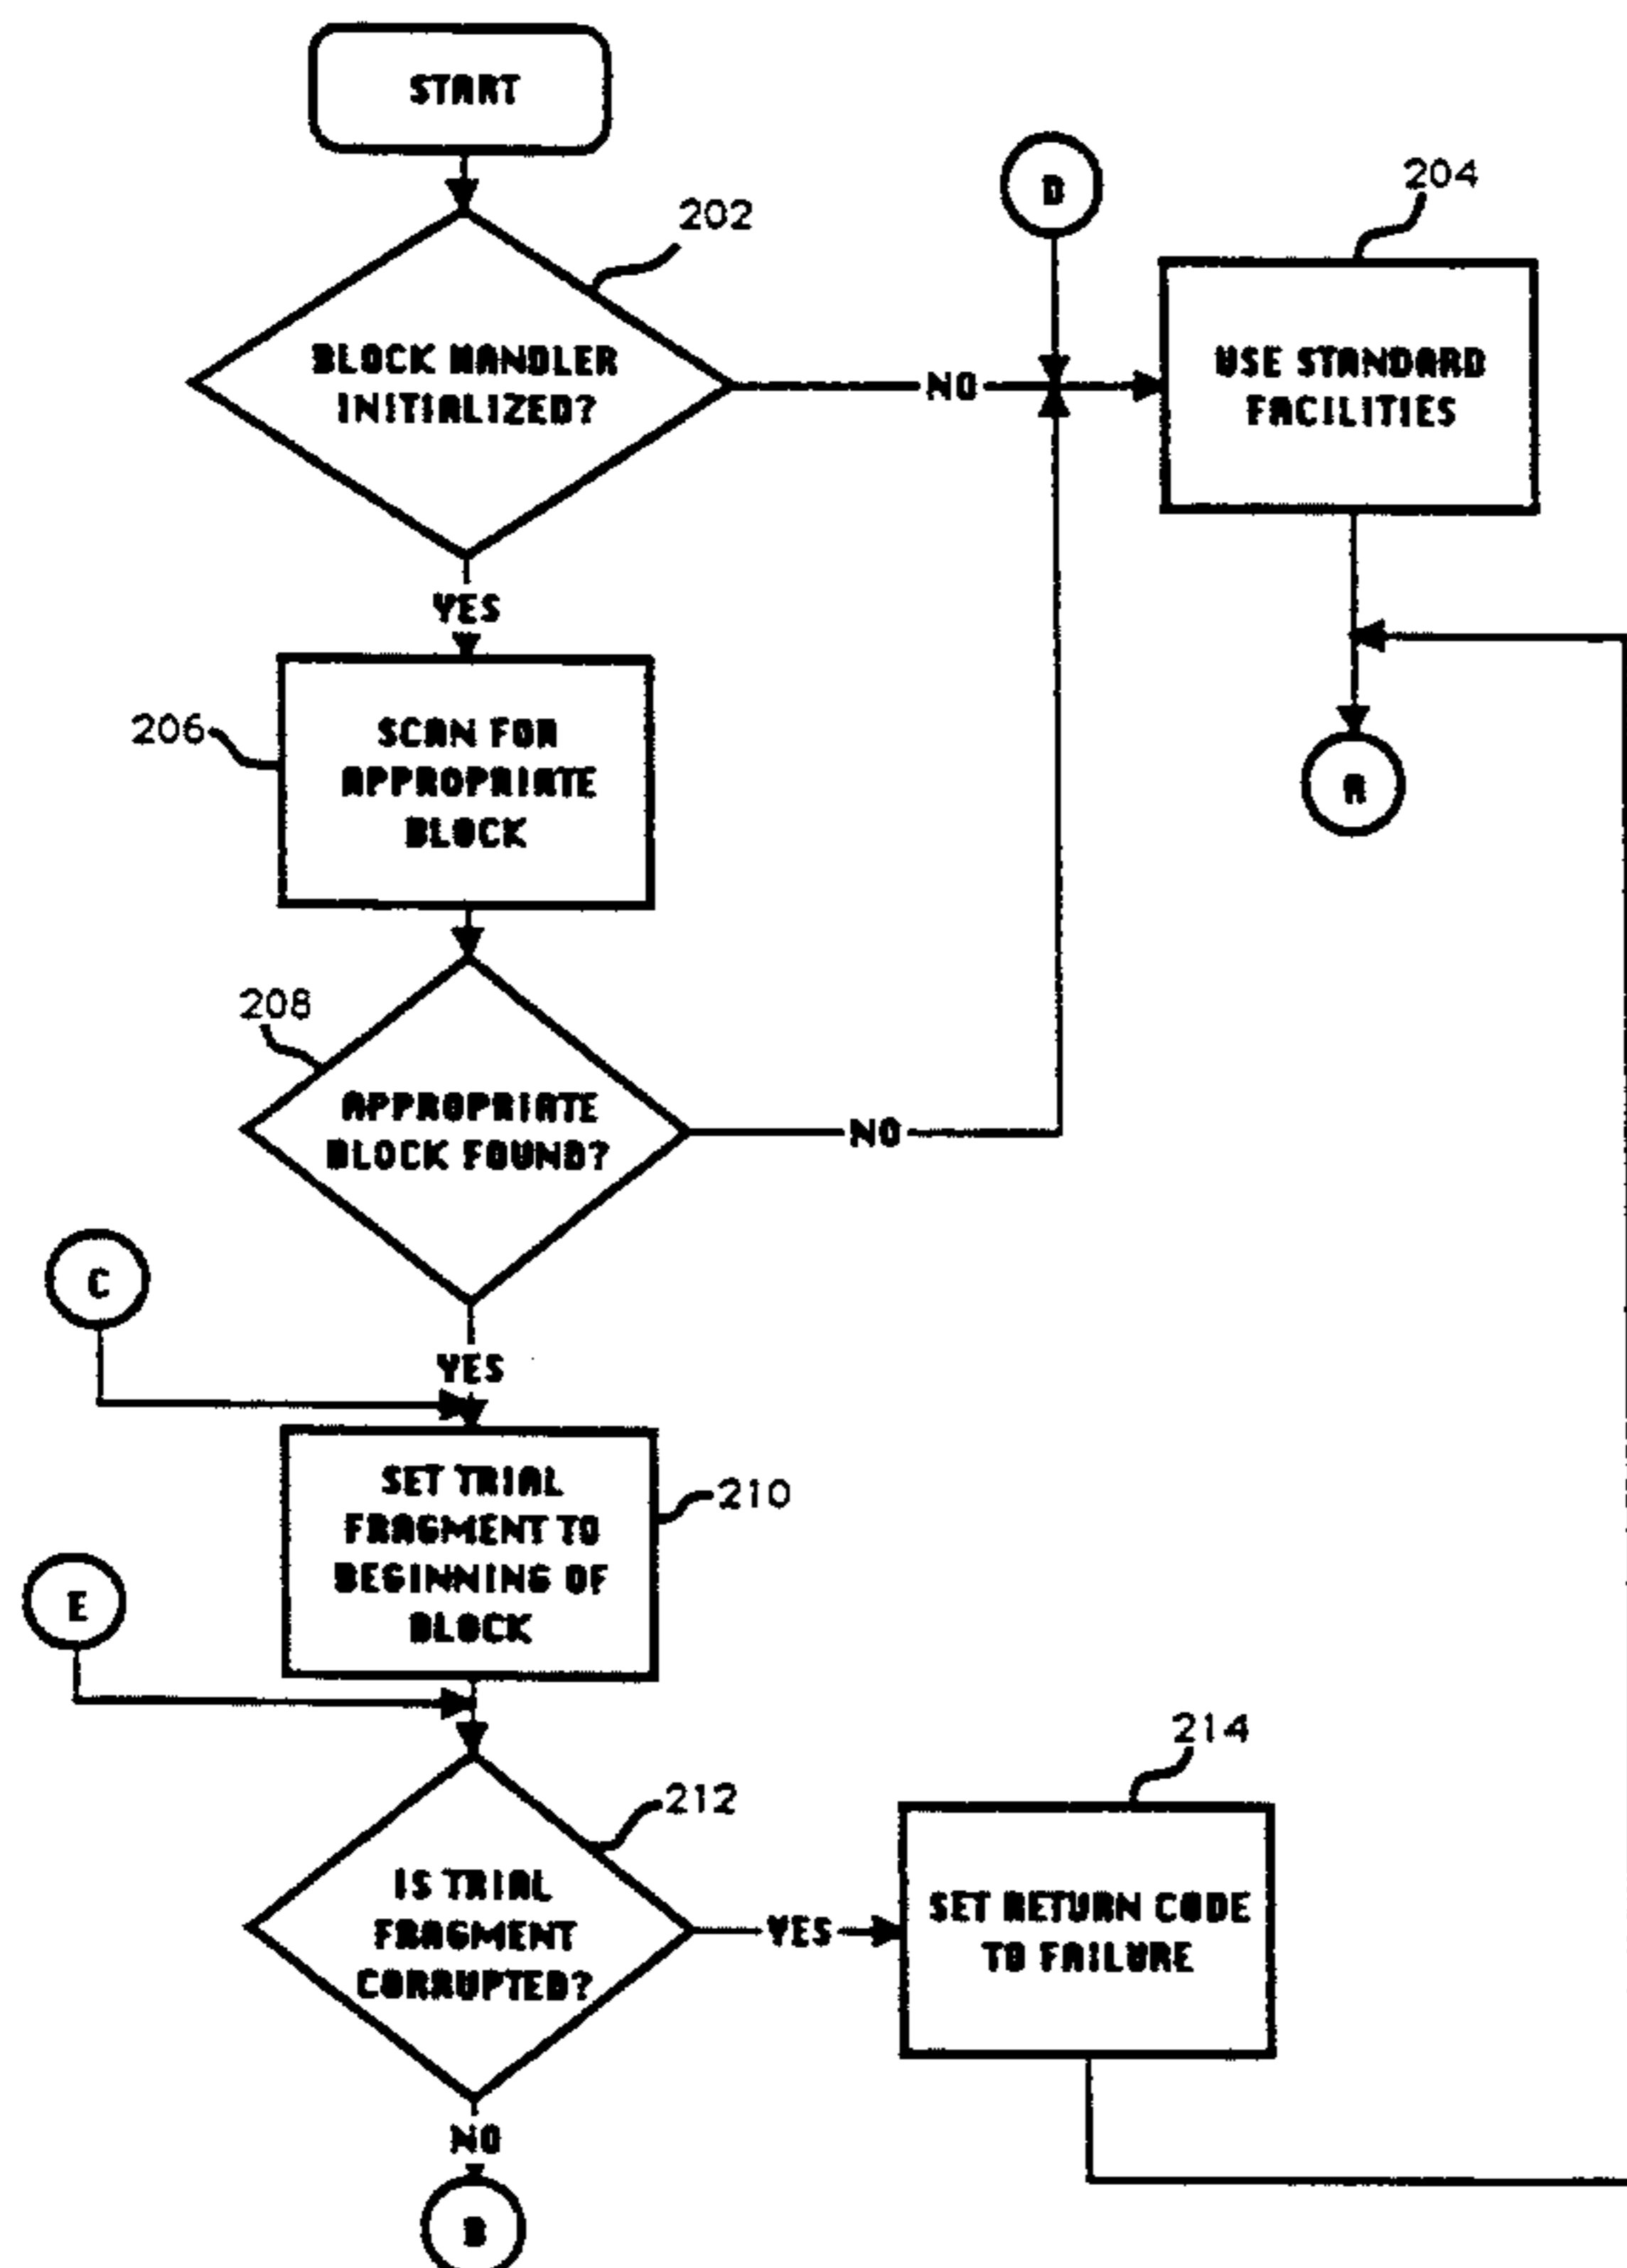 START
202
D
204
BLOCK HANDLER
INITIALIZED?
NO
USE STANDARD
FACILITIES
YES
206
SCAN FOR
APPROPRIATE
BLOCK
A
208
APPROPRIATE
BLOCK FOUND?
NO
C
YES
SET TRIAL
FRAGMENT TO
BEGINNING OF
BLOCK
210
E
214
212
IS TRIAL
FRAGMENT
CORRUPTED?
YES
SET RETURN CODE
TO FAILURE
NO
B